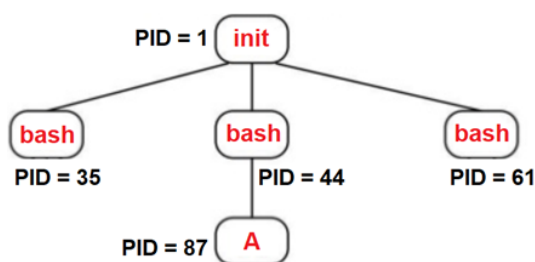 PID = 1 init
bash bash bash
PID = 35 PID = 44 PID = 61
PID = 87 A